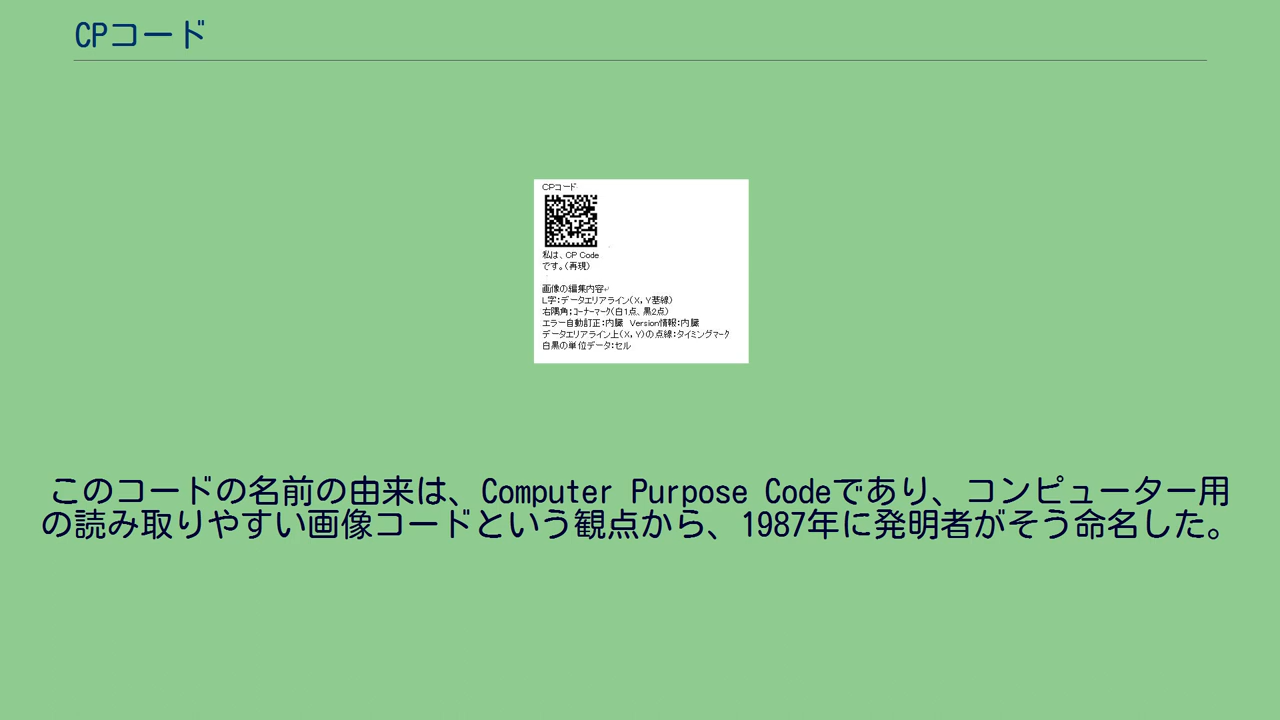 CPコード
CPコード
私は、CP Code
です。(再現)
画像の編集内容
L字:データエリアライン(X, Y基線)
右隅角;コーナーマーク(白1点、黒2点)
エラー自動訂正:内臓 Version情報:内臓
データエリアライン上(X, Y)の点線:タイミングマーク
白黒の単位データ:セル
このコードの名前の由来は、Computer Purpose Codeであり、コンピューター用
の読み取りやすい画像コードという観点から、1987年に発明者がそう命名した。